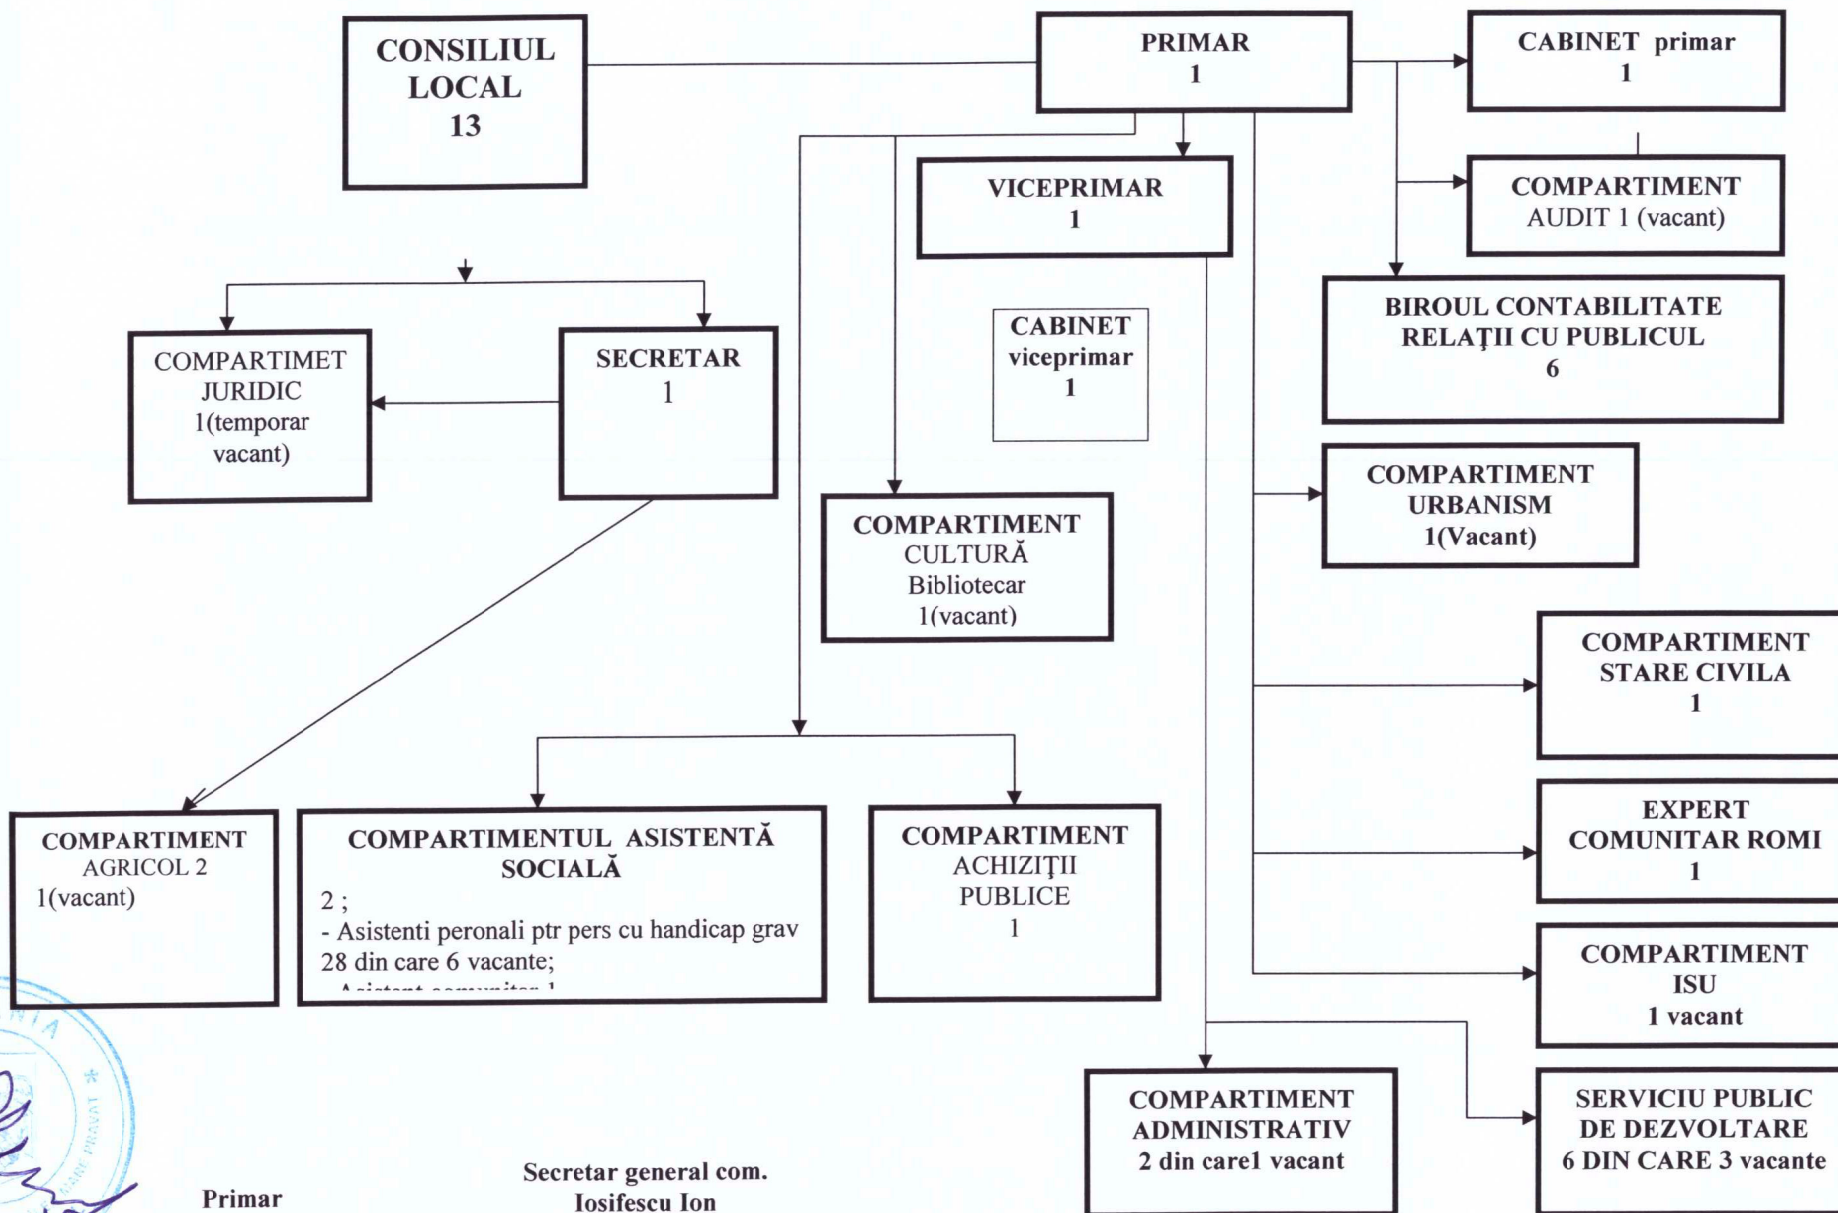 CONSILIUL
LOCAL
13
PRIMAR
1
CABINET primar
1
VICEPRIMAR
1
COMPARTIMENT
AUDIT 1 (vacant)
BIROUL CONTABILITATE
RELAŢII CU PUBLICUL
6
COMPARTIMET
JURIDIC
1(temporar
vacant)
SECRETAR
1
CABINET
viceprimar
1
COMPARTIMENT
URBANISM
1(Vacant)
COMPARTIMENT
CULTURĂ
Bibliotecar
1(vacant)
COMPARTIMENT
STARE CIVILA
1
COMPARTIMENT
AGRICOL 2
1(vacant)
COMPARTIMENTUL ASISTENTĂ
SOCIALĂ
2 ;
- Asistenti peronali ptr pers cu handicap grav
28 din care 6 vacante;
COMPARTIMENT
ACHIZIŢII
PUBLICE
1
EXPERT
COMUNITAR ROMI
1
COMPARTIMENT
ISU
1 vacant
COMPARTIMENT
ADMINISTRATIV
2 din care1 vacant
SERVICIU PUBLIC
DE DEZVOLTARE
6 DIN CARE 3 vacante
Primar
Secretar general com.
Iosifescu Ion